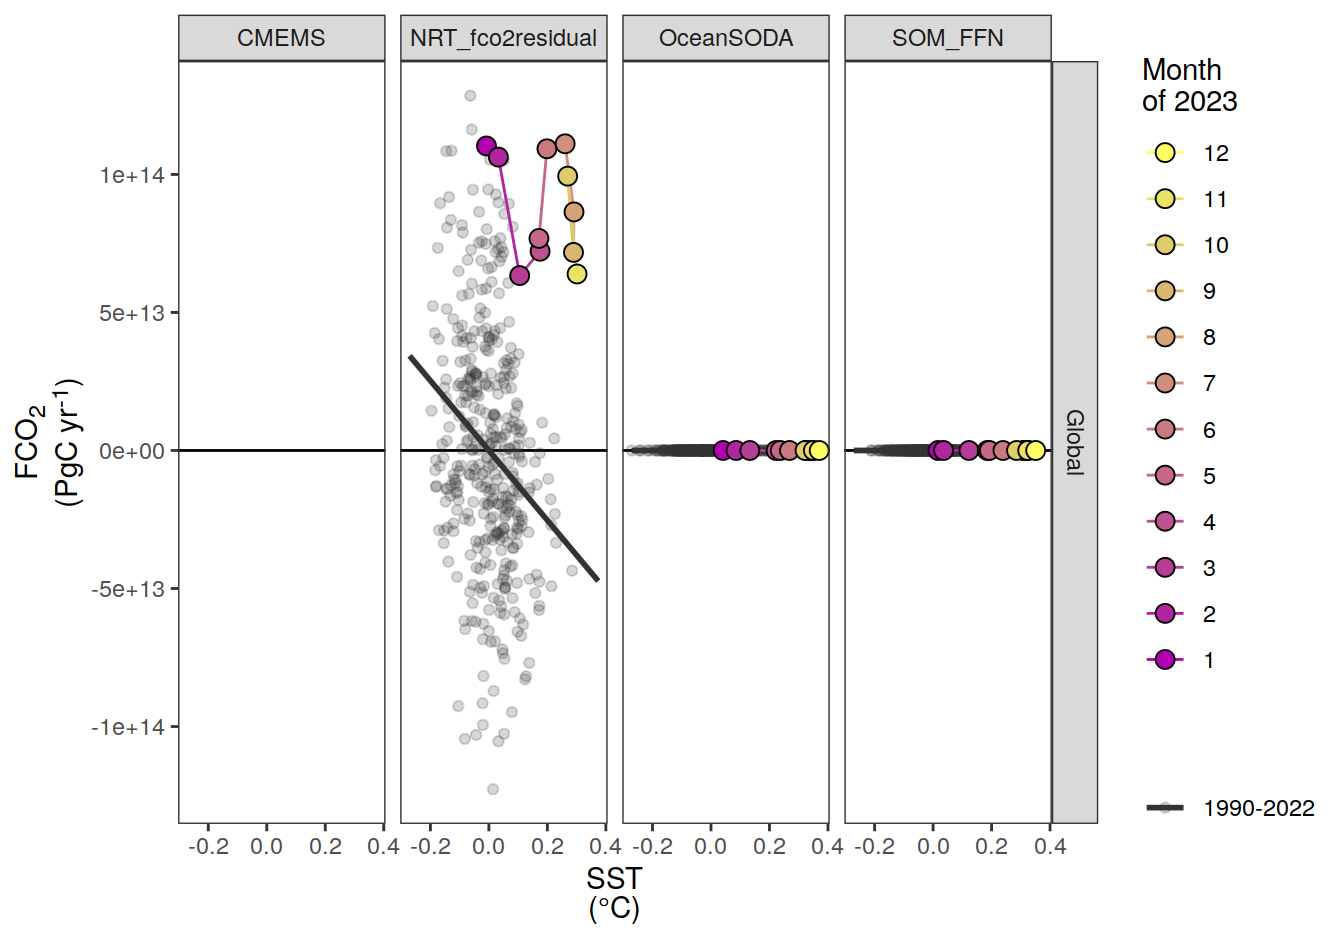 CMEMS
NRT_fco2residual
OceanSODA
SOM_FFN
Month
of 2023
12
11
10
9
8
7
6
5
4
3
2
1
1990-2022
Global
1e+14
5e+13
0e+00
-5e+13
-1e+14
FCO₂
(PgC yr⁻¹)
-0.2 0.0 0.2 0.4 -0.2 0.0 0.2 0.4 -0.2 0.0 0.2 0.4 -0.2 0.0 0.2 0.4
SST
(°C)